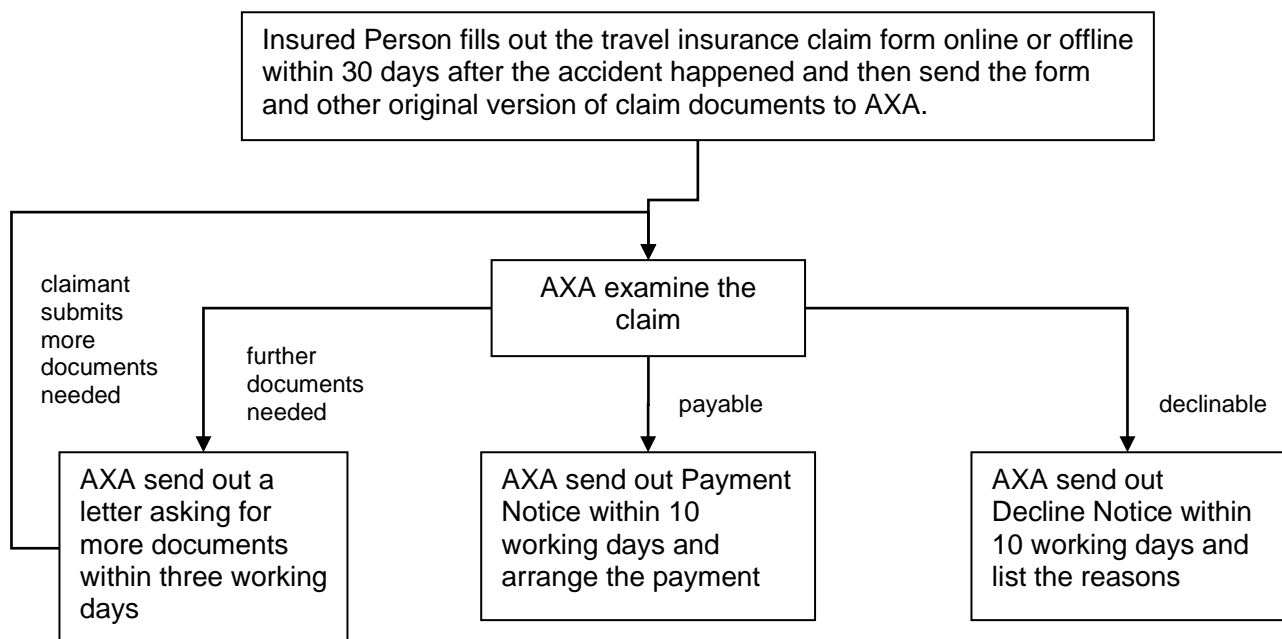 Insured Person fills out the travel insurance claim form online or offline
within 30 days after the accident happened and then send the form
and other original version of claim documents to AXA.
AXA examine the
claim
claimant
submits
more
documents
needed
further
documents
needed
payable
declinable
AXA send out a
letter asking for
more documents
within three working
days
AXA send out Payment
Notice within 10
working days and
arrange the payment
AXA send out
Decline Notice within
10 working days and
list the reasons